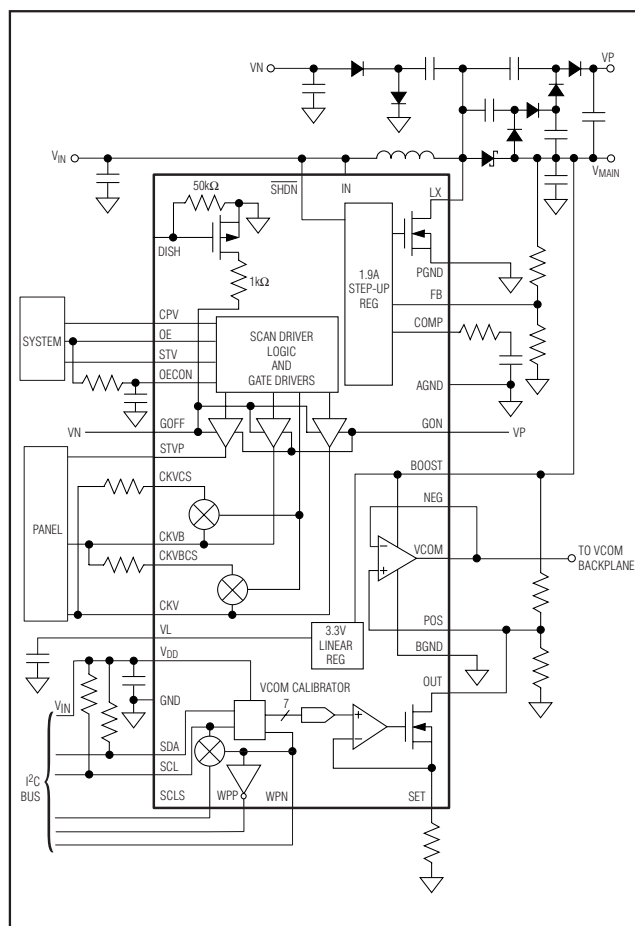 VN
VP
VIN
VMAIN
SHDN
IN
LX
50kΩ
DISH
1kΩ
1.9A
STEP-UP
REG
PGND
FB
COMP
AGND
SYSTEM
CPV
OE
STV
OECON
SCAN DRIVER
LOGIC
AND
GATE DRIVERS
VN
GOFF
GON
VP
STVP
BOOST
PANEL
CKVCS
CKVB
CKVBCS
CKV
NEG
VCOM
TO VCOM
BACKPLANE
POS
BGND
VL
3.3V
LINEAR
REG
VDD
VIN
GND
VCOM CALIBRATOR
7
OUT
SDA
SCL
I2C
BUS
SCLS
WPP
WPN
SET